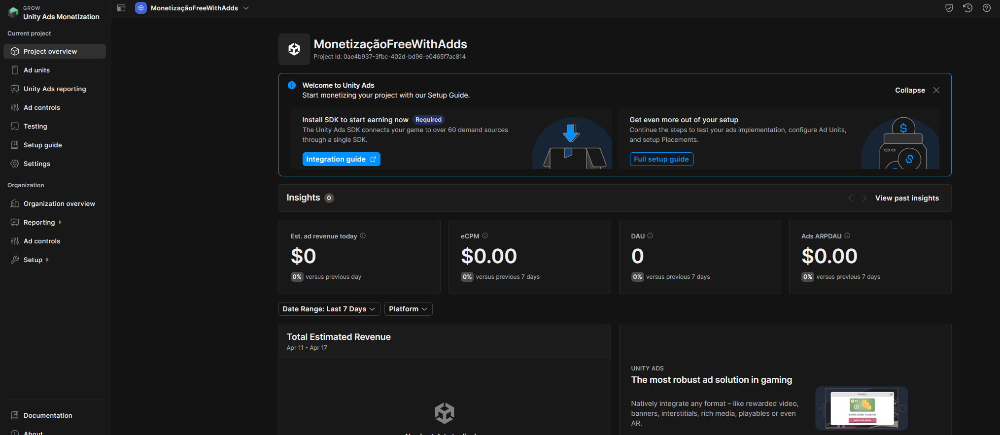 GROW
Unity Ads Monetization
MonetizaçãoFreeWithAdds
Current project
Project overview
Ad units
Unity Ads reporting
Ad controls
Testing
Setup guide
Settings
Organization
Organization overview
Reporting
Ad controls
Setup
Documentation
About
MonetizaçãoFreeWithAdds
Project Id: 0ae4b937-3fbc-402d-bd96-e0465f7ac814
Welcome to Unity Ads
Start monetizing your project with our Setup Guide.
Collapse
Install SDK to start earning now Required
The Unity Ads SDK connects your game to over 60 demand sources
through a single SDK.
Integration guide
Get even more out of your setup
Continue the steps to test your ads implementation, configure Ad Units,
and setup Placements.
Full setup guide
Insights 0
View past insights
Est. ad revenue today
$0
0% versus previous day
eCPM
$0.00
0% versus previous 7 days
DAU
0
0% versus previous 7 days
Ads ARPDAU
$0.00
0% versus previous 7 days
Date Range: Last 7 Days
Platform
Total Estimated Revenue
Apr 11 - Apr 17
UNITY ADS
The most robust ad solution in gaming
Natively integrate any format – like rewarded video,
banners, interstitials, rich media, playables or even
AR.
TOKENS!
50
EARN SOME TOKENS!
WATCH THE VIDEO!